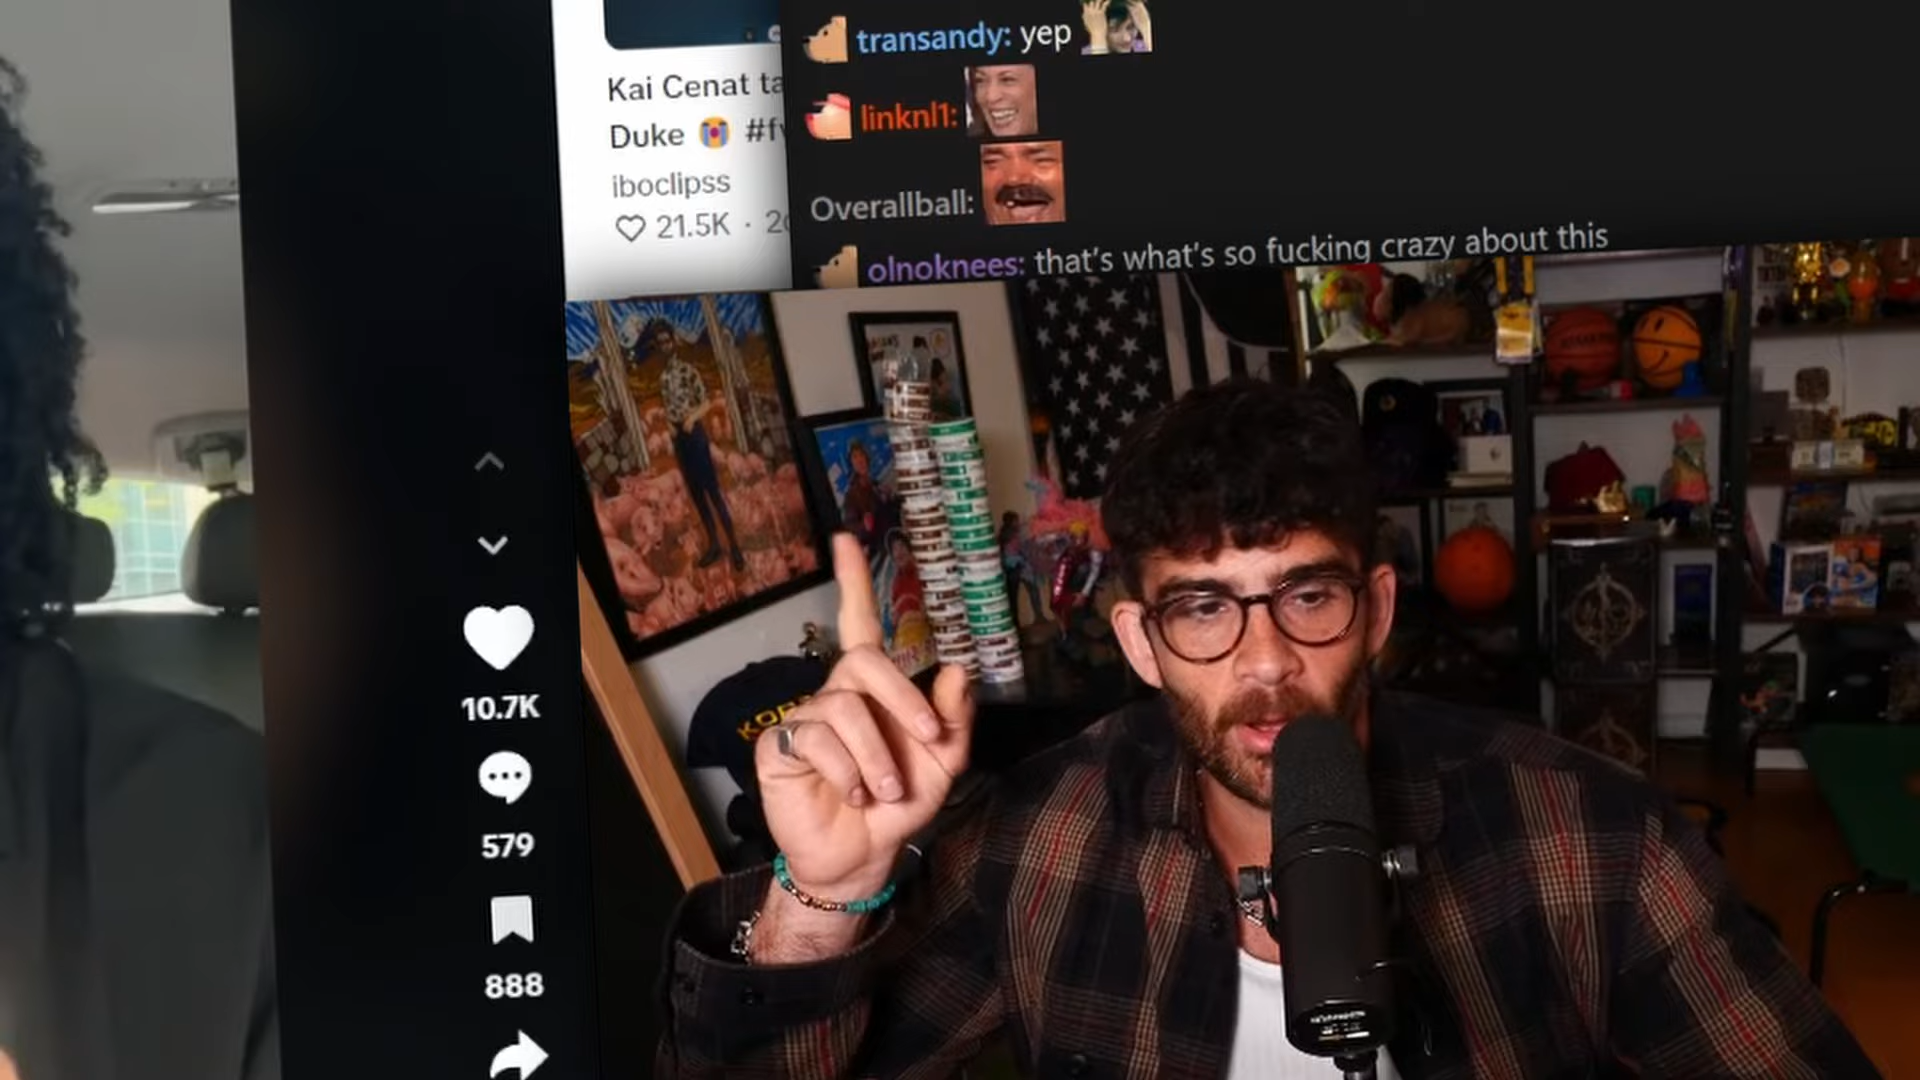 transandy: yep
linknl1:
Overallball:
olnoknees: that's what's so fucking crazy about this
Kai Cenat ta
Duke 😭 #f
iboclipss
21.5K · 2
10.7K
579
888
KOR